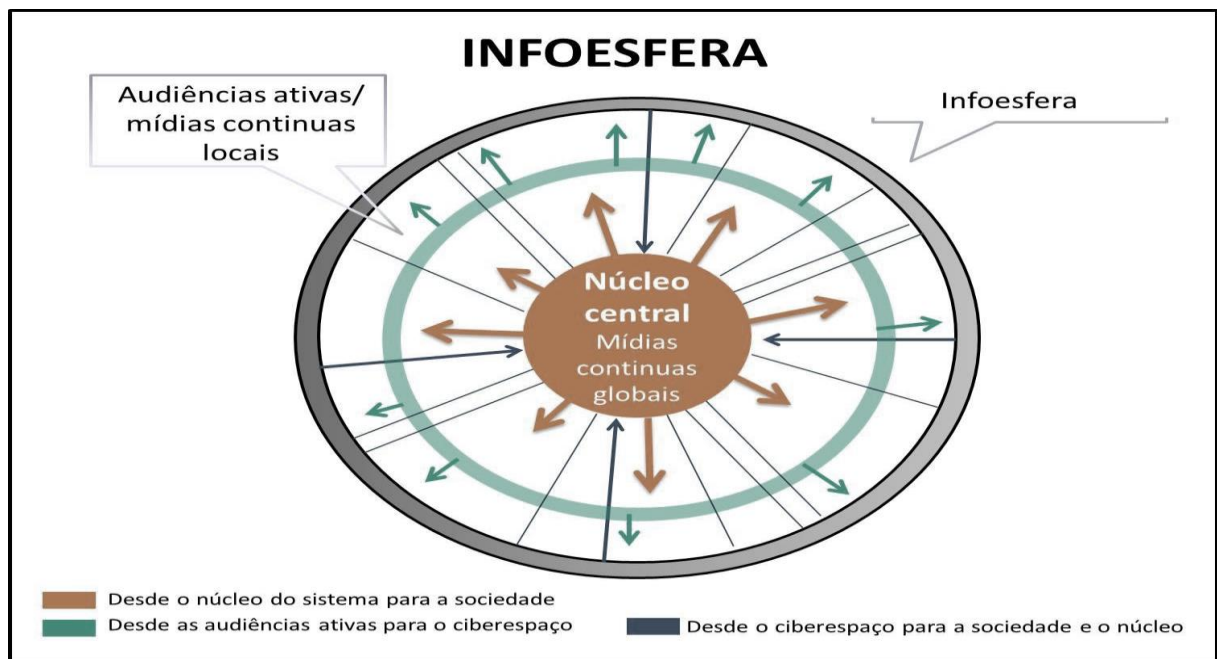 INFOESFERA
Audiências ativas/
mídias continuas
locais
Infoesfera
Núcleo
central
Mídias
continuas
globais
Desde o núcleo do sistema para a sociedade
Desde as audiências ativas para o ciberespaço
Desde o ciberespaço para a sociedade e o núcleo